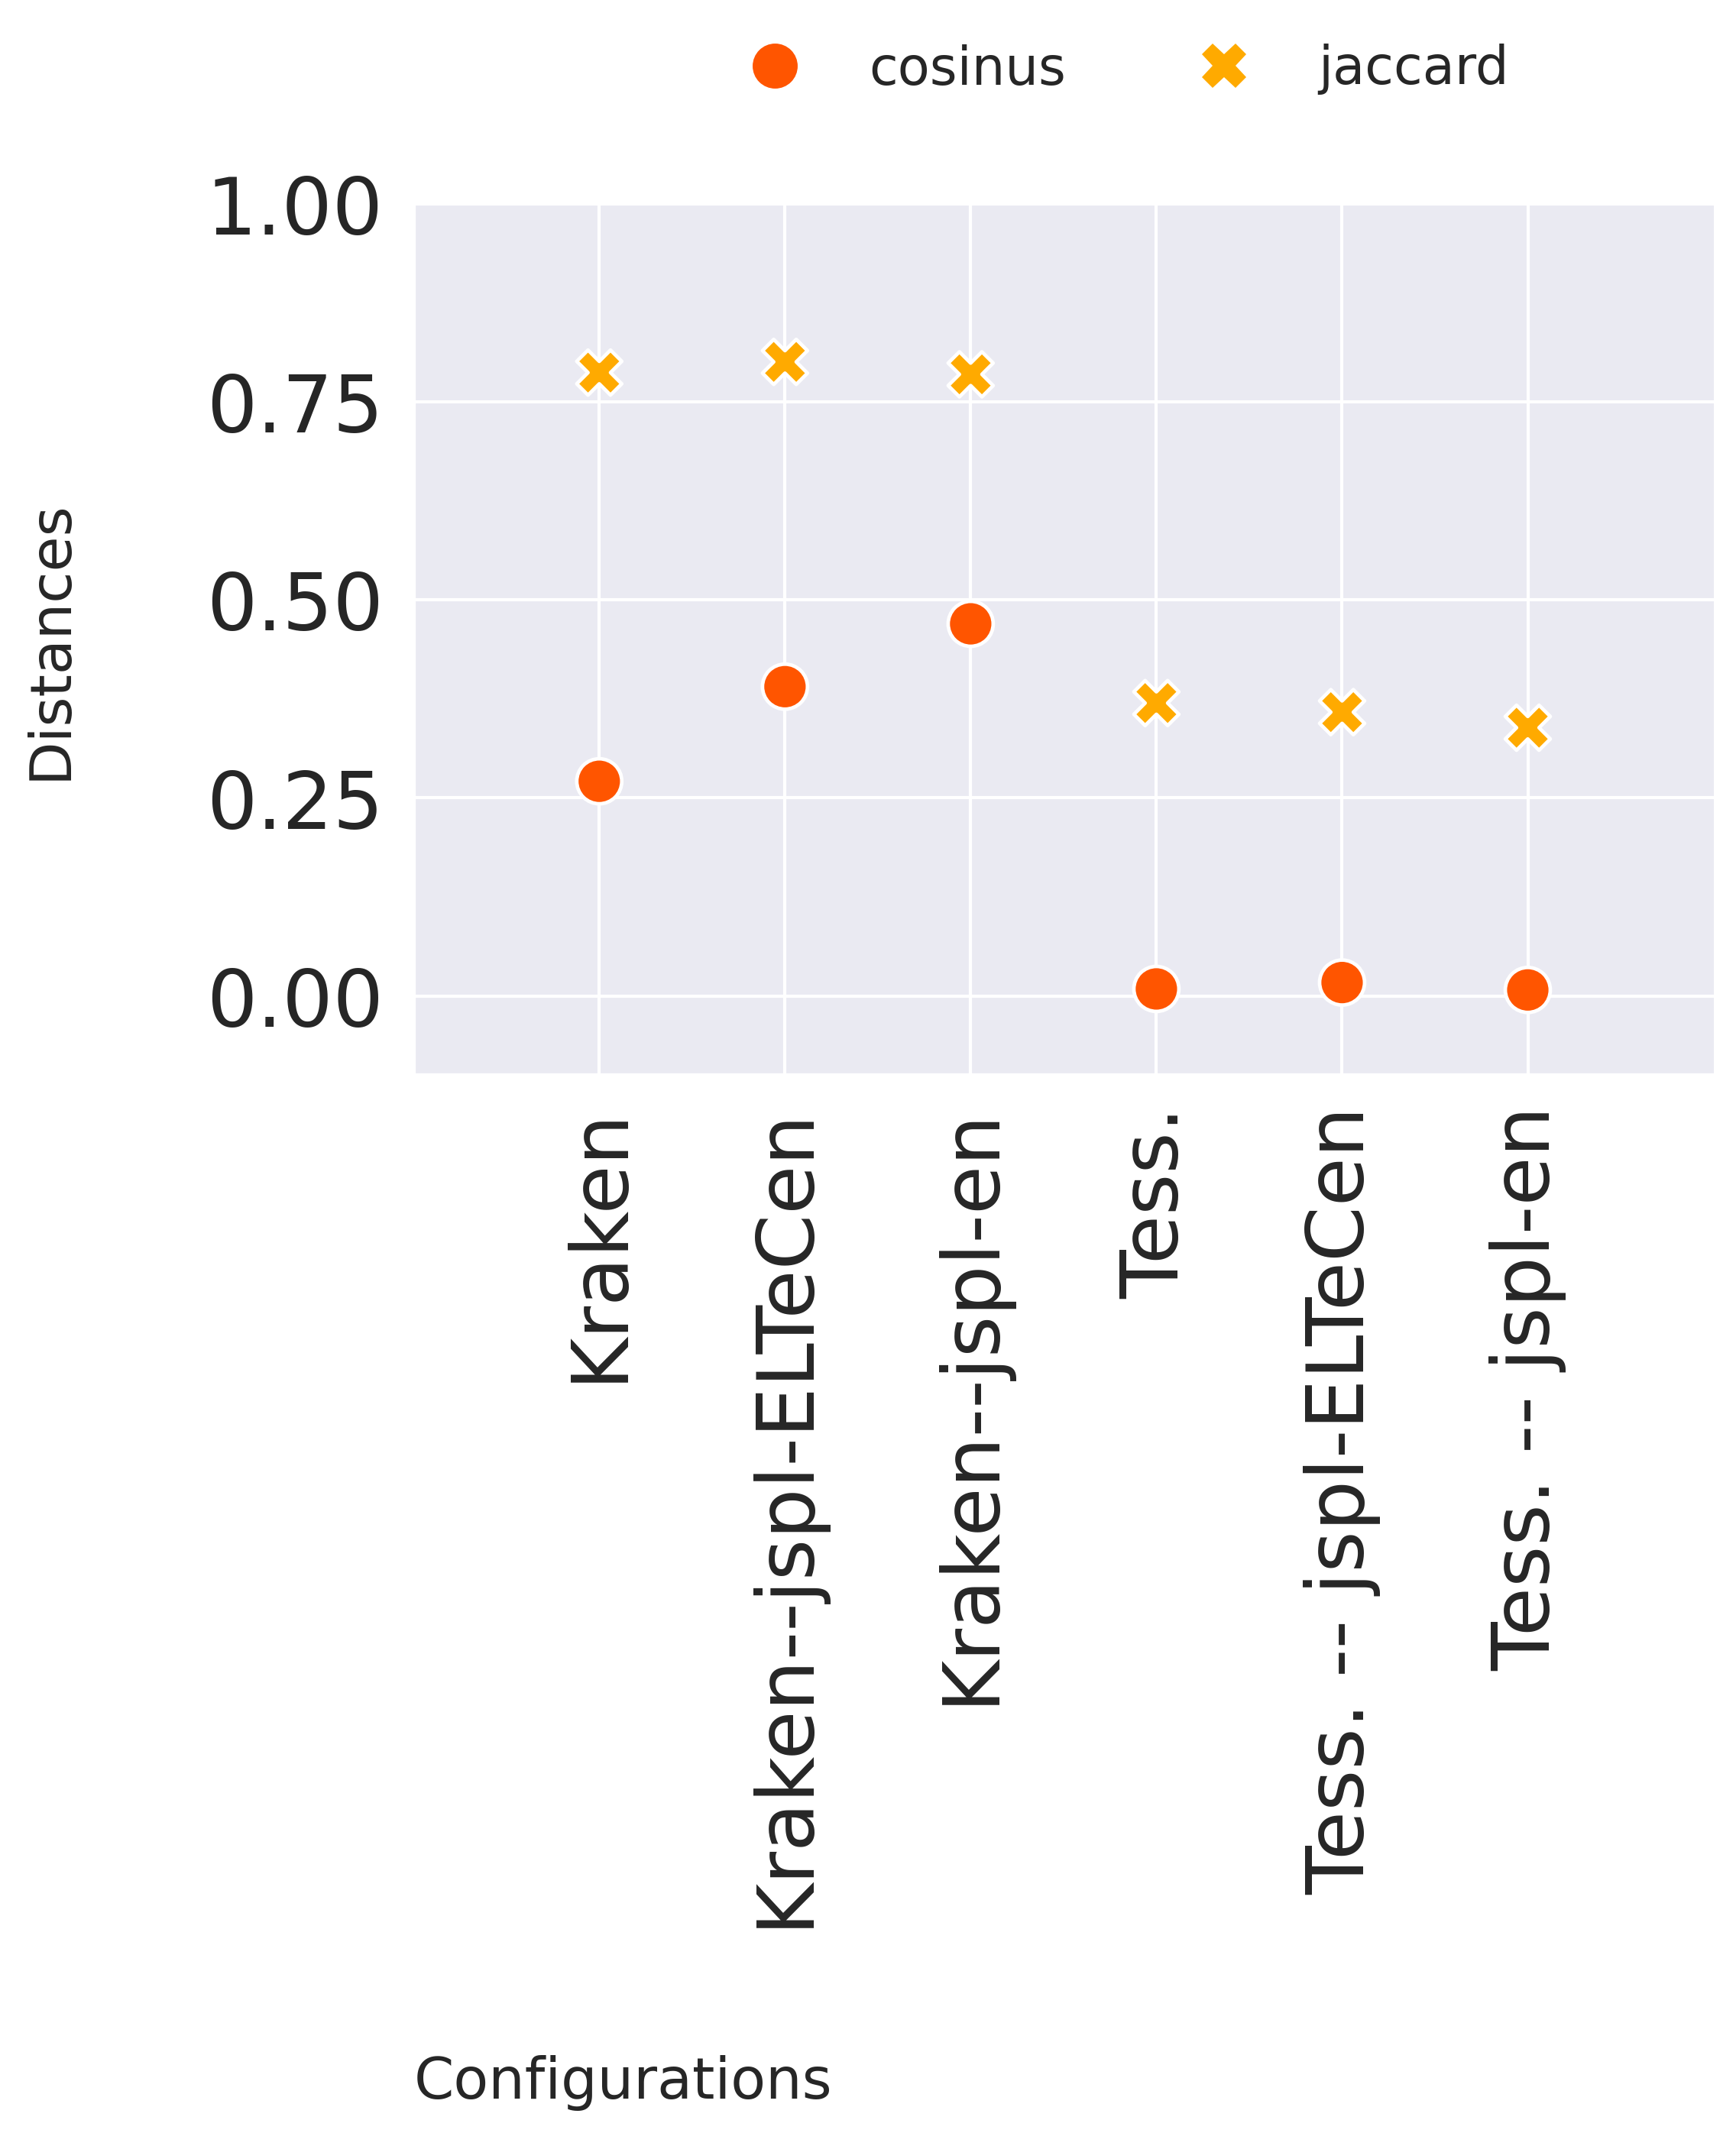 cosinus jaccard
1.00
0.75
0.50
0.25
0.00
Distances
Kraken
Kraken--jspl-ELTeCen
Kraken--jspl-en
Tess.
Tess. -- jspl-ELTeCen
Tess. -- jspl-en
Configurations